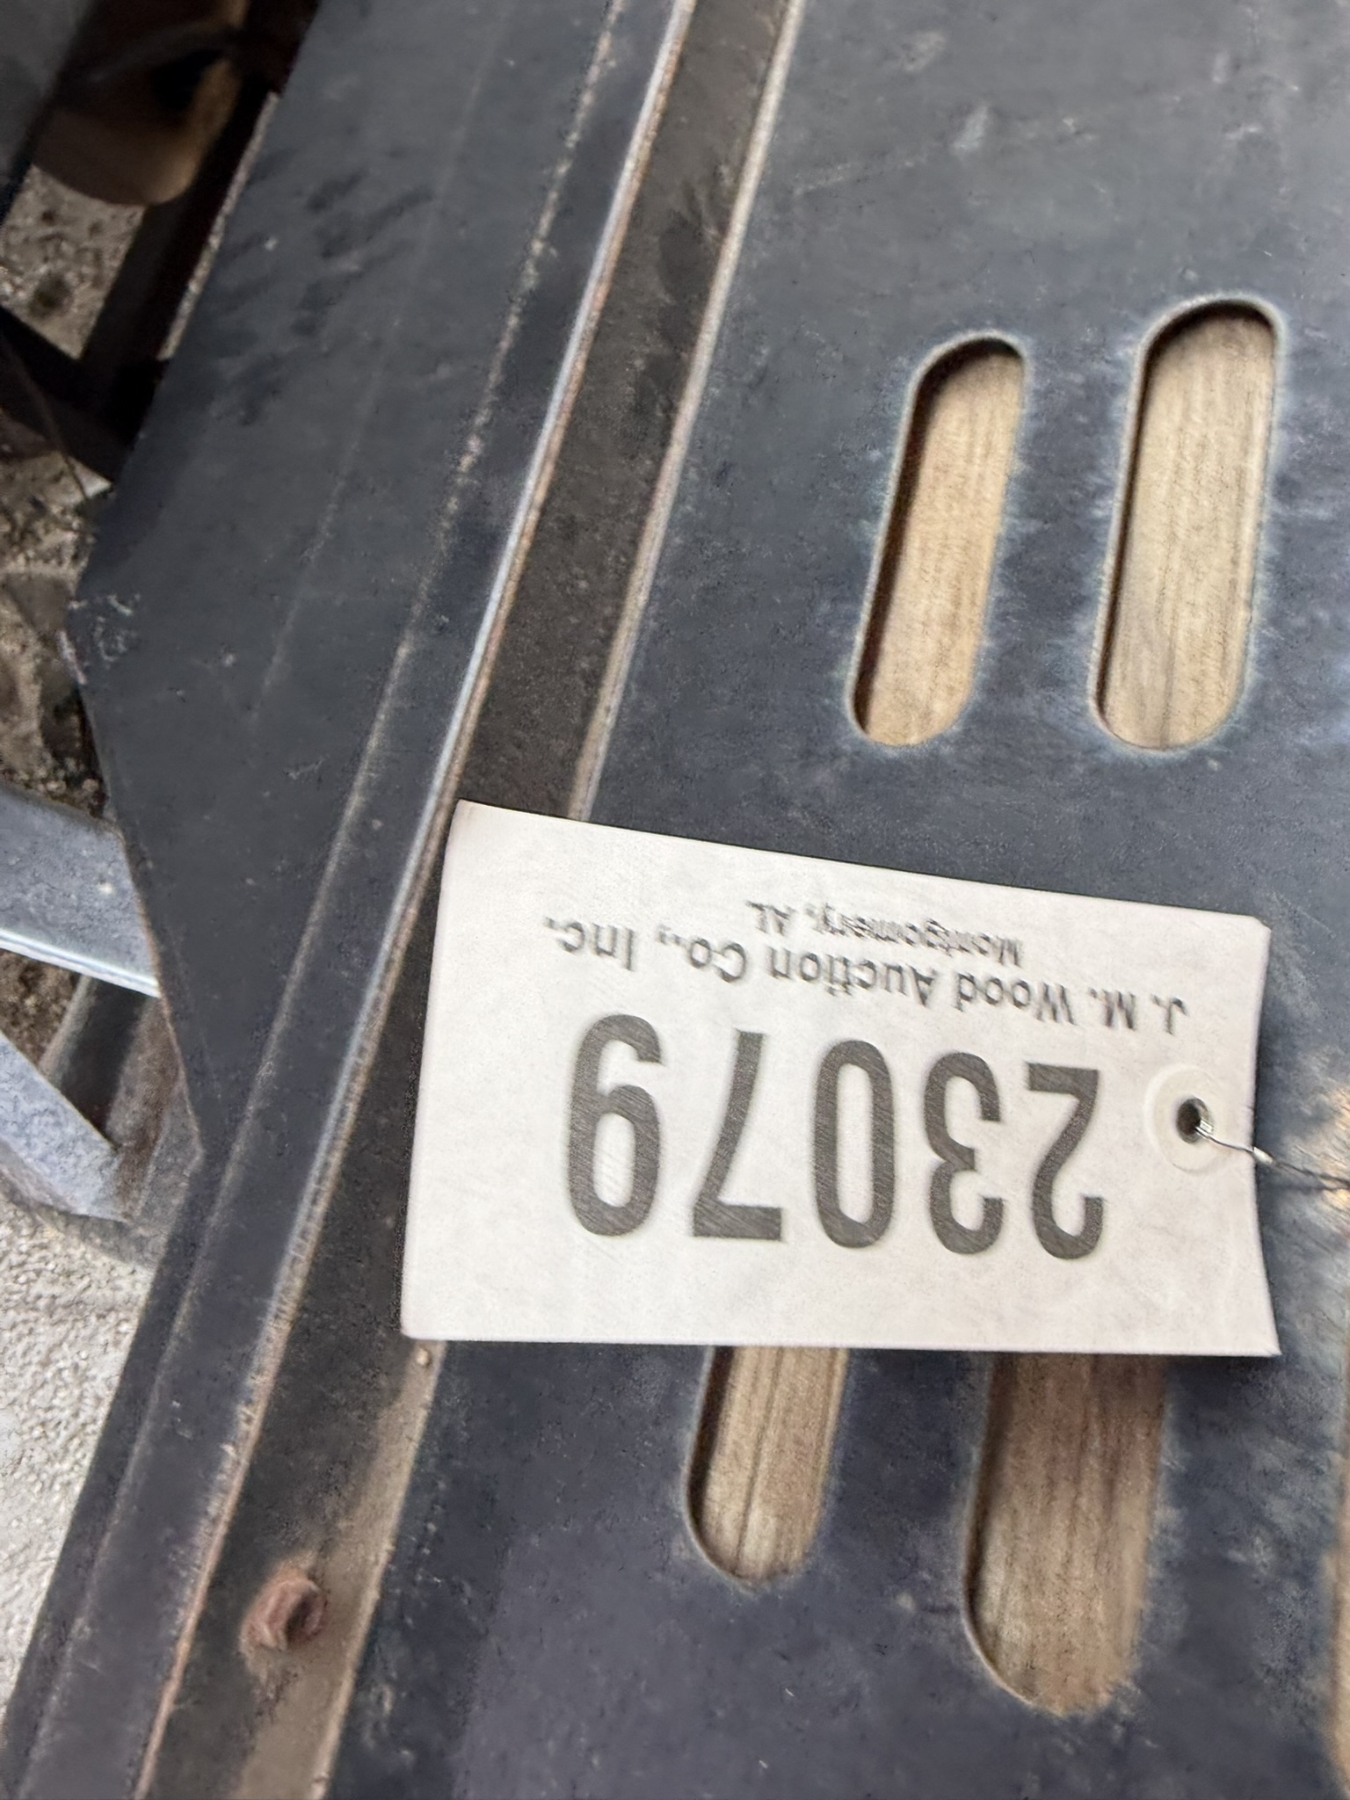 23079
J. M. Wood Auction Co., Inc.
Montgomery, AL